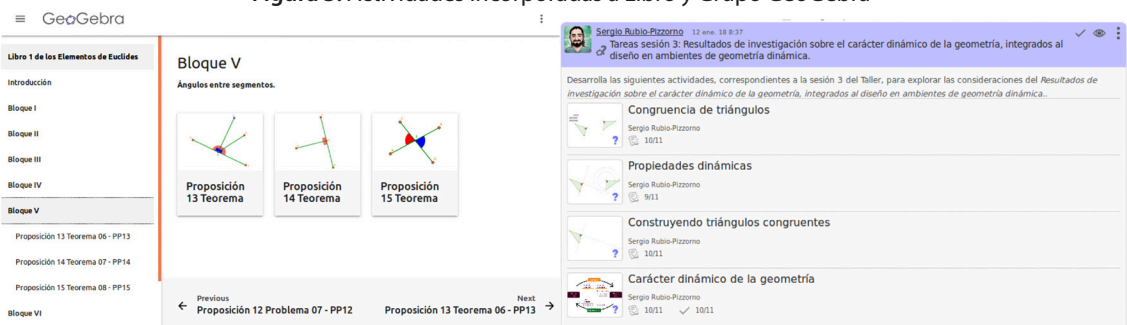 GeoGebra
Libro 1 de los Elementos de Euclides
Introducción
Bloque I
Bloque II
Bloque III
Bloque IV
Bloque V
Proposición 13 Teorema 06 - PP13
Proposición 14 Teorema 07 - PP14
Proposición 15 Teorema 08 - PP15
Bloque VI
Bloque V
Ángulos entre segmentos.
Proposición
13 Teorema
Proposición
14 Teorema
Proposición
15 Teorema
Previous
Proposición 12 Problema 07 - PP12
Next
Proposición 13 Teorema 06 - PP13
Sergio Rubio-Pizzorno 12 ene. 18 8:37
Tareas sesión 3: Resultados de investigación sobre el carácter dinámico de la geometría, integrados al
diseño en ambientes de geometría dinámica.
Desarrolla las siguientes actividades, correspondientes a la sesión 3 del Taller, para explorar las consideraciones del Resultados de
investigación sobre el carácter dinámico de la geometría, integrados al diseño en ambientes de geometría dinámica..
Congruencia de triángulos
Sergio Rubio-Pizzorno
10/11
Propiedades dinámicas
Sergio Rubio-Pizzorno
9/11
Construyendo triángulos congruentes
Sergio Rubio-Pizzorno
10/11
Carácter dinámico de la geometría
Sergio Rubio-Pizzorno
10/11 10/11